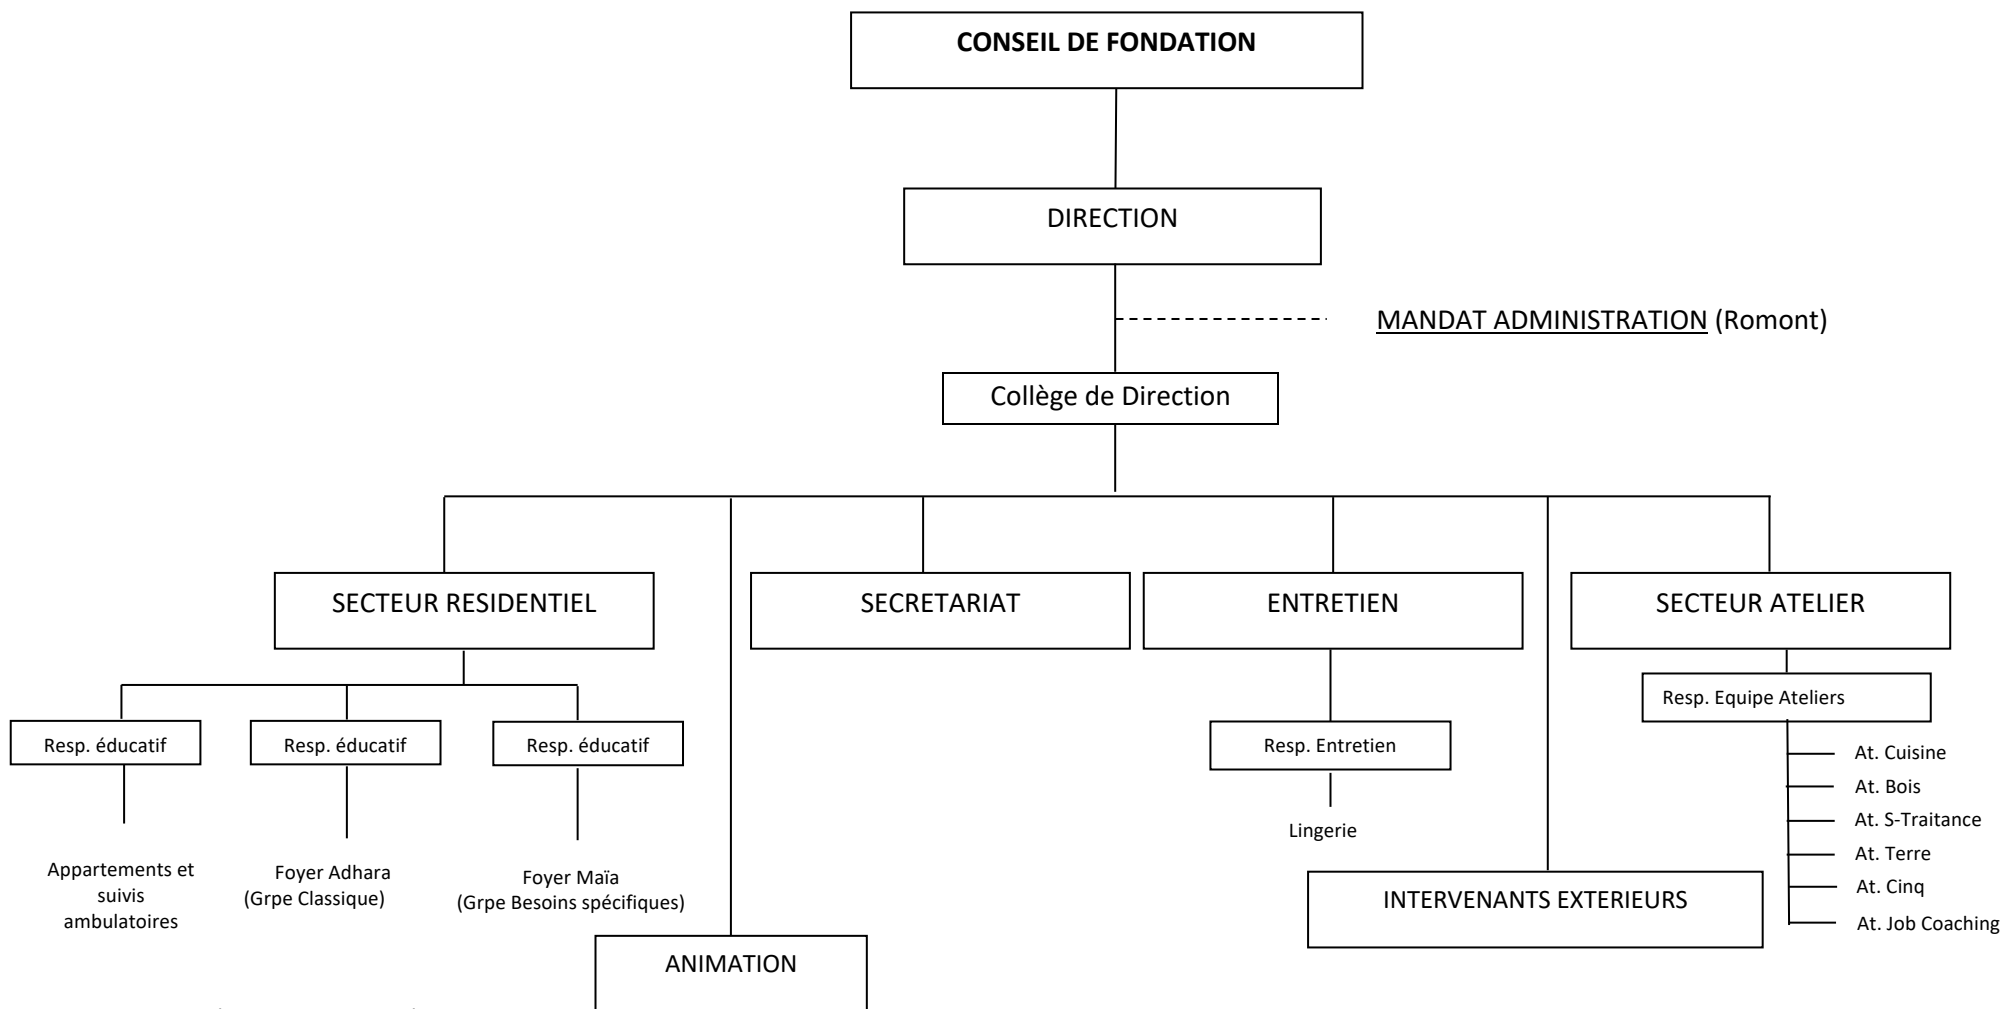 CONSEIL DE FONDATION
DIRECTION
MANDAT ADMINISTRATION (Romont)
Collège de Direction
SECTEUR RESIDENTIEL
SECRETARIAT
ENTRETIEN
SECTEUR ATELIER
Resp. Equipe Ateliers
Resp. éducatif
Resp. éducatif
Resp. éducatif
Resp. Entretien
At. Cuisine
At. Bois
At. S-Traitance
At. Terre
At. Cinq
At. Job Coaching
Lingerie
Appartements et
suivis
ambulatoires
Foyer Adhara
(Grpe Classique)
Foyer Maïa
(Grpe Besoins spécifiques)
INTERVENANTS EXTERIEURS
ANIMATION